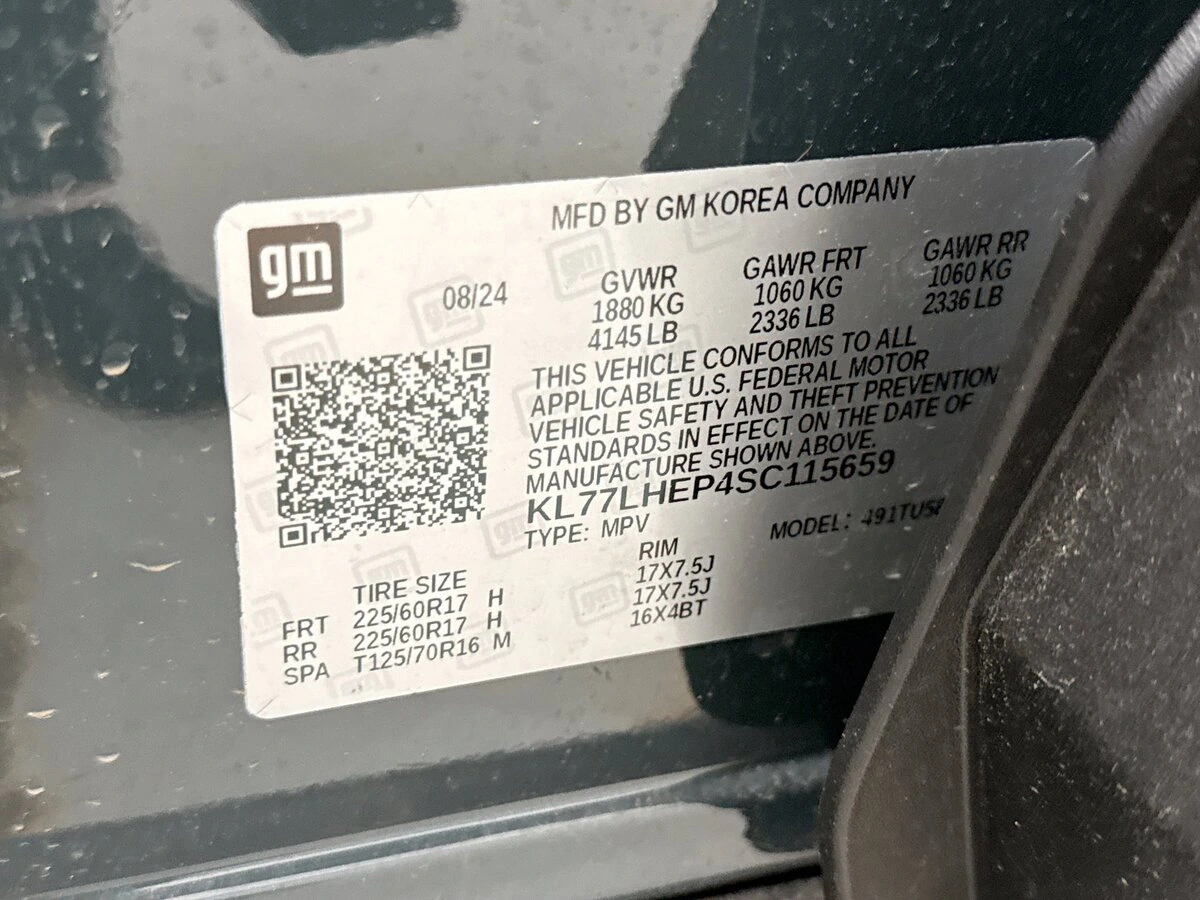 gm
MFD BY GM KOREA COMPANY
08/24
GVWR GAWR FRT GAWR RR
1880 KG 1060 KG 1060 KG
4145 LB 2336 LB 2336 LB
THIS VEHICLE CONFORMS TO ALL
APPLICABLE U.S. FEDERAL MOTOR
VEHICLE SAFETY AND THEFT PREVENTION
STANDARDS IN EFFECT ON THE DATE OF
MANUFACTURE SHOWN ABOVE.
KL77LHEP4SC115659
TYPE: MPV MODEL:
TIRE SIZE RIM
FRT 225/60R17 H 17X7.5J
RR 225/60R17 H 17X7.5J
SPA T125/70R16 M 16X4BT